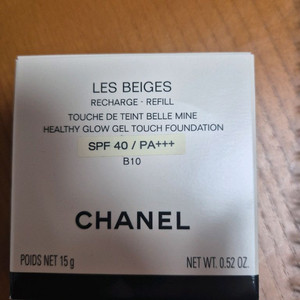 LES BEIGES
RECHARGE - REFILL
TOUCHE DE TEINT BELLE MINE
HEALTHY GLOW GEL TOUCH FOUNDATION
SPF 40 / PA+++
B10
CHANEL
POIDS NET 15 g
NET WT. 0.52 OZ.